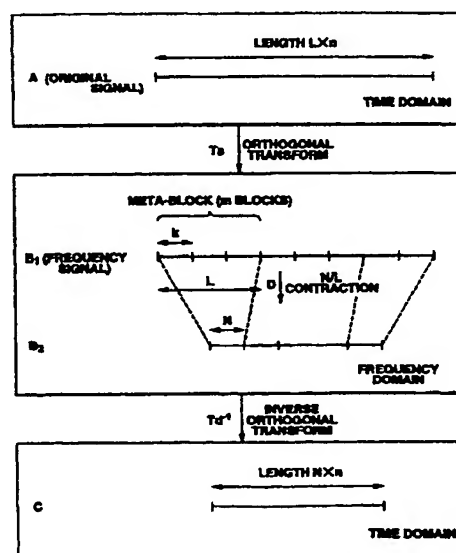 LENGTH L×n
A (ORIGINAL
SIGNAL)
TIME DOMAIN
Ts ORTHOGONAL
TRANSFORM
META-BLOCK (m BLOCKS)
k
B1 (FREQUENCY
SIGNAL)
L
D
N/L
CONTRACTION
N
B2
FREQUENCY
DOMAIN
Td-1 INVERSE
ORTHOGONAL
TRANSFORM
LENGTH N×n
C
TIME DOMAIN